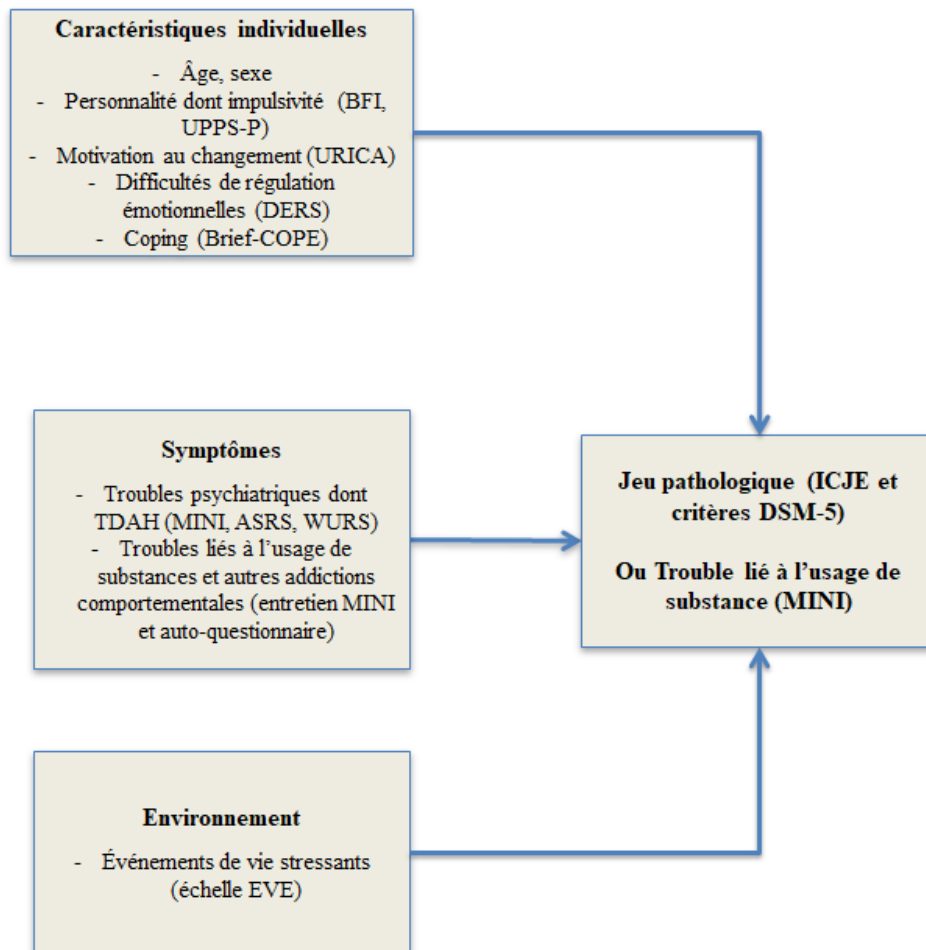 Caractéristiques individuelles
- Âge, sexe
- Personnalité dont impulsivité (BFI,
UPPS-P)
- Motivation au changement (URICA)
- Difficultés de régulation
émotionnelles (DERS)
- Coping (Brief-COPE)
Symptômes
- Troubles psychiatriques dont
TDAH (MINI, ASRS, WURS)
- Troubles liés à l'usage de
substances et autres addictions
comportementales (entretien MINI
et auto-questionnaire)
Jeu pathologique (ICJE et
critères DSM-5)
Ou Trouble lié à l'usage de
substance (MINI)
Environnement
- Événements de vie stressants
(échelle EVE)